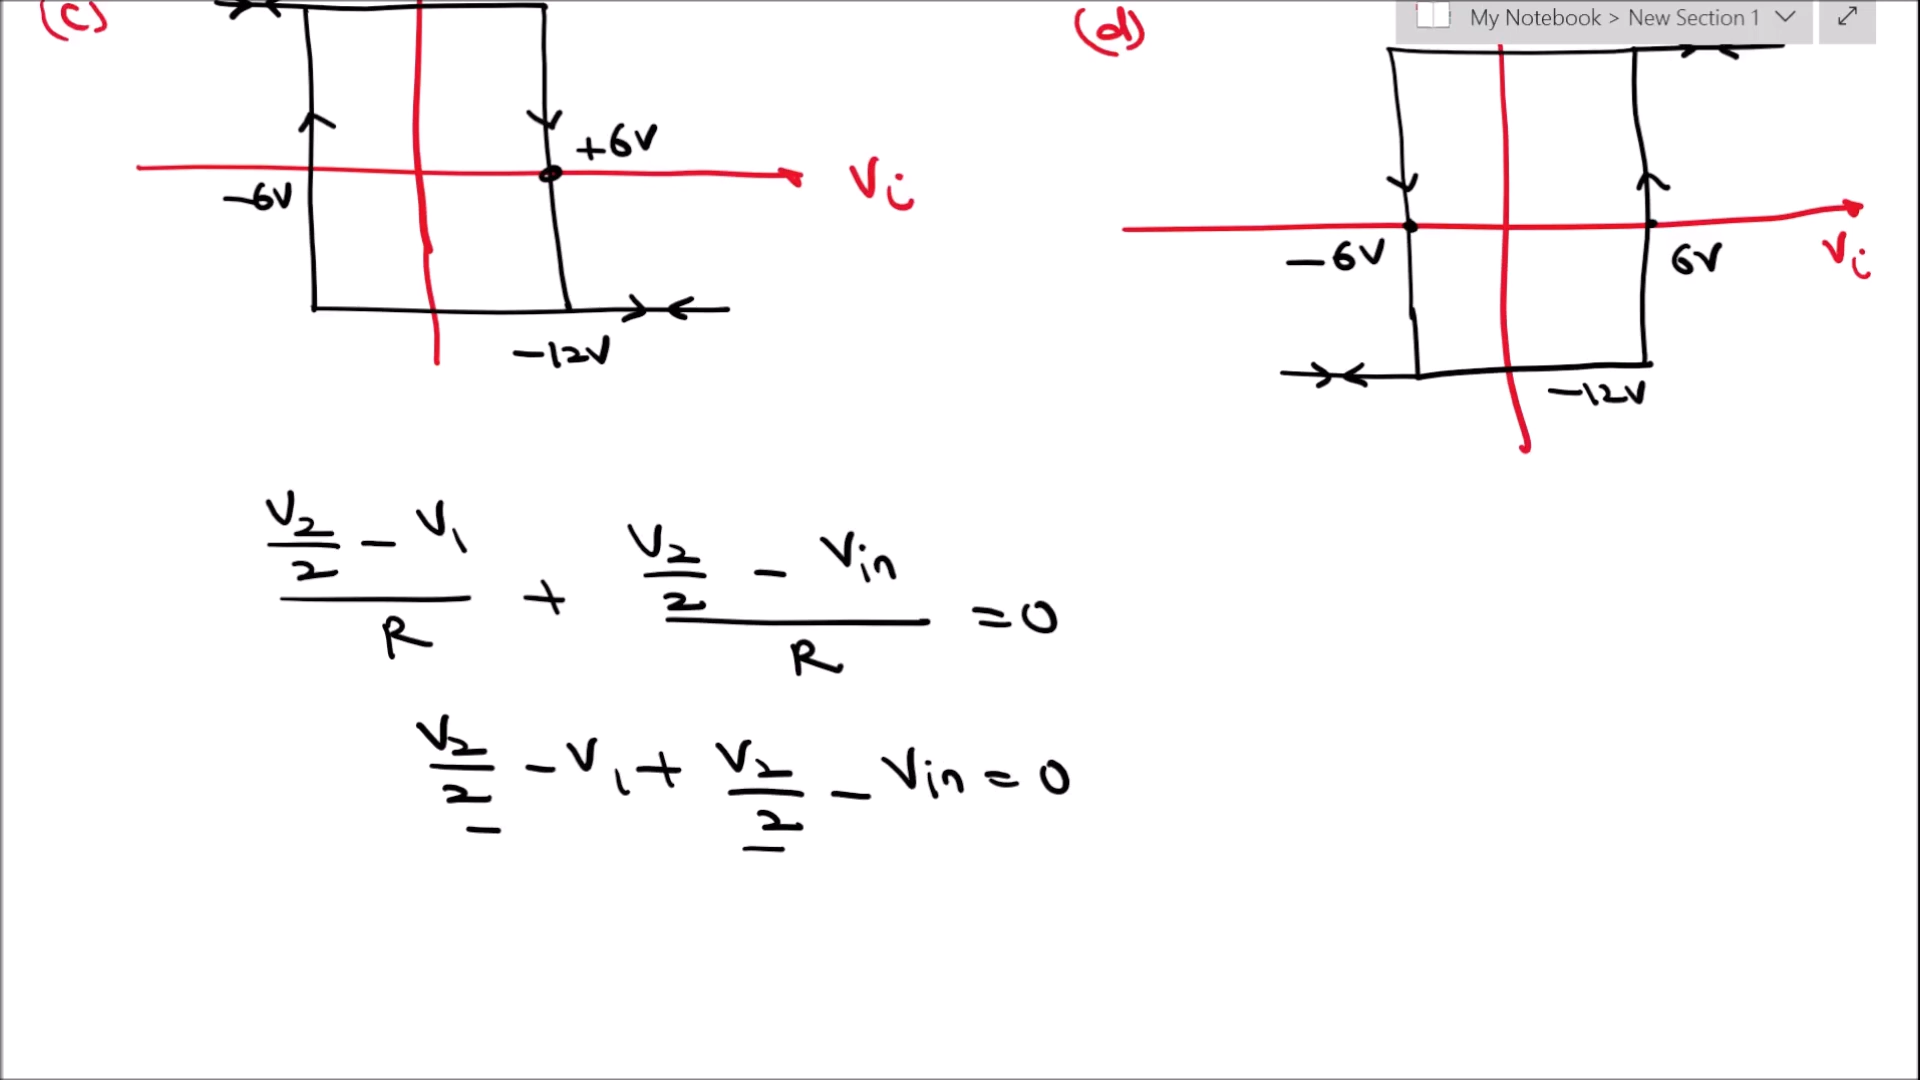 (c)
(d)
My Notebook > New Section 1
+6V
-6V
Vi
-12V
-6V
6V
Vi
-12V
(V2/2 - V1)/R + (V2/2 - Vin)/R = 0
V2/2 - V1 + V2/2 - Vin = 0